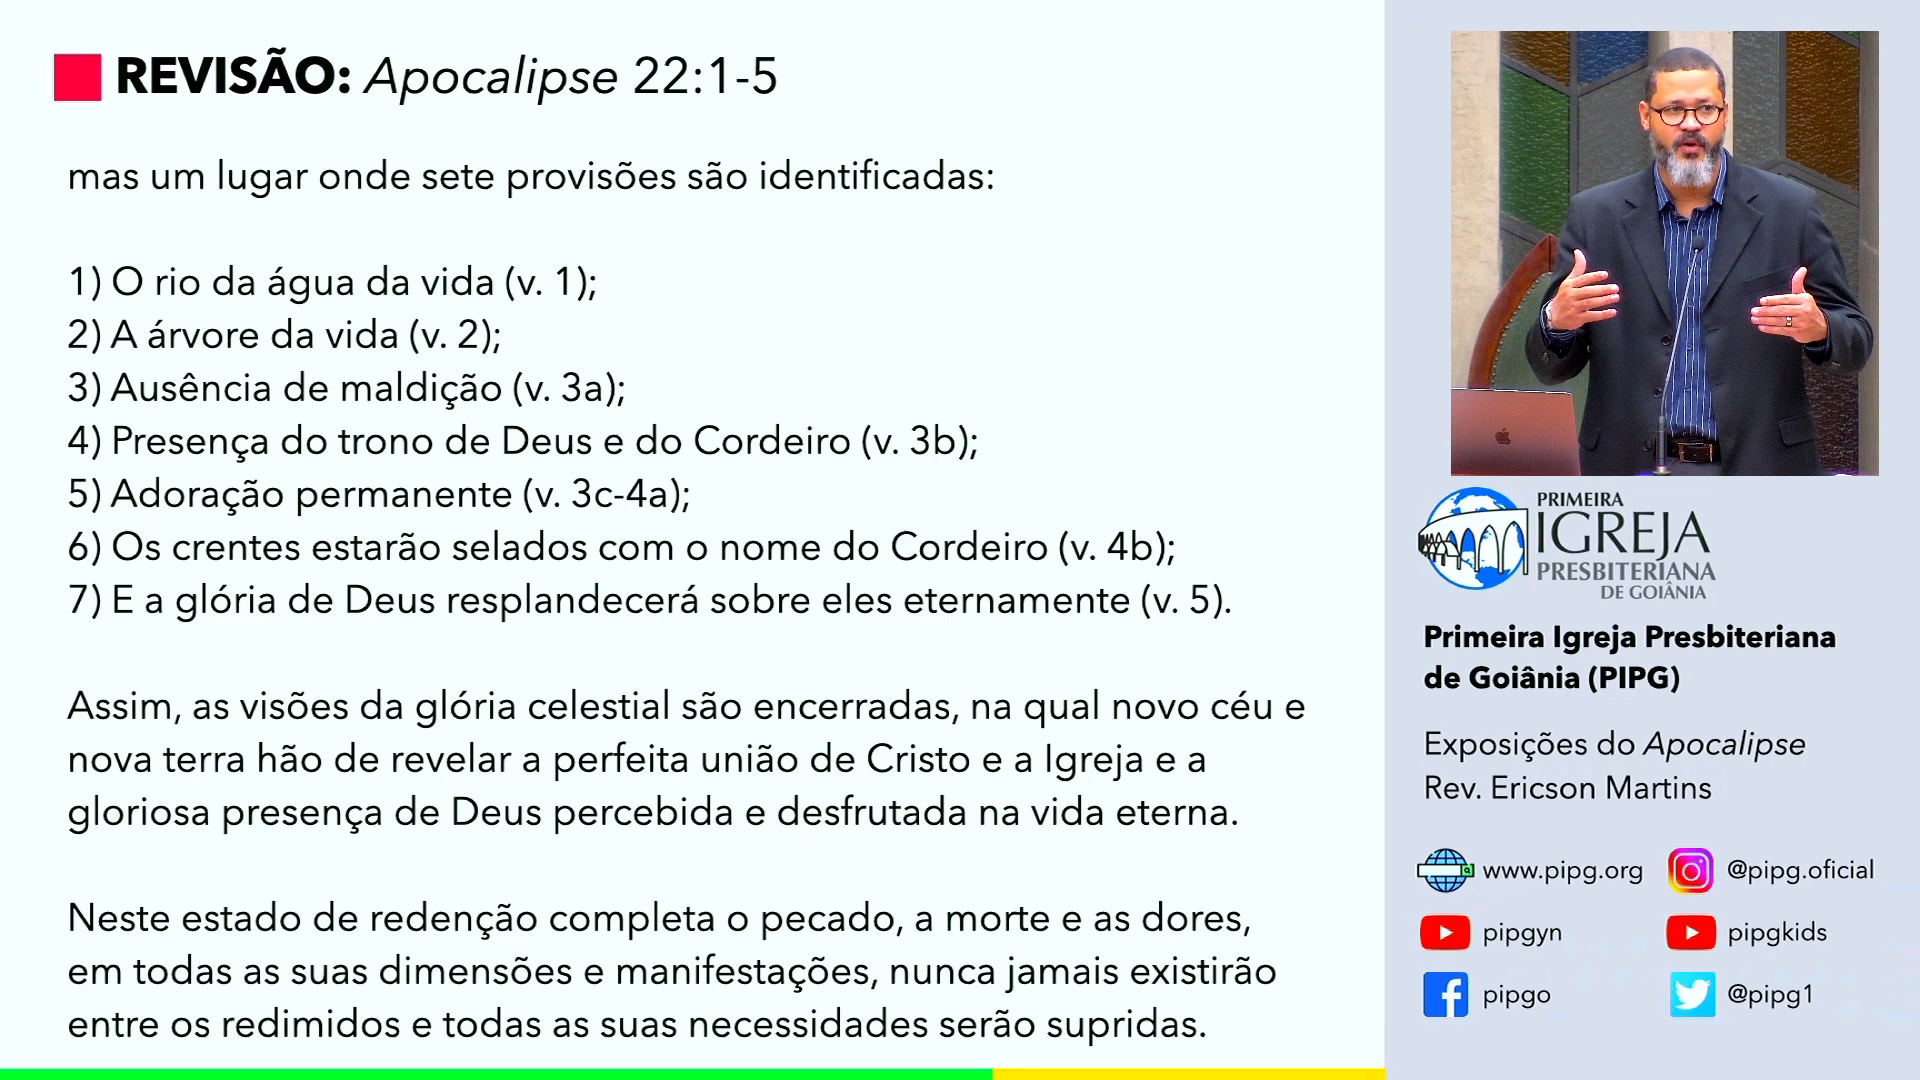 REVISÃO: Apocalipse 22:1-5
mas um lugar onde sete provisões são identificadas:
1) O rio da água da vida (v. 1);
2) A árvore da vida (v. 2);
3) Ausência de maldição (v. 3a);
4) Presença do trono de Deus e do Cordeiro (v. 3b);
5) Adoração permanente (v. 3c-4a);
6) Os crentes estarão selados com o nome do Cordeiro (v. 4b);
7) E a glória de Deus resplandecerá sobre eles eternamente (v. 5).
Assim, as visões da glória celestial são encerradas, na qual novo céu e
nova terra hão de revelar a perfeita união de Cristo e a Igreja e a
gloriosa presença de Deus percebida e desfrutada na vida eterna.
Neste estado de redenção completa o pecado, a morte e as dores,
em todas as suas dimensões e manifestações, nunca jamais existirão
entre os redimidos e todas as suas necessidades serão supridas.
PRIMEIRA
IGREJA
PRESBITERIANA
DE GOIÂNIA
Primeira Igreja Presbiteriana
de Goiânia (PIPG)
Exposições do Apocalipse
Rev. Ericson Martins
www.pipg.org
@pipg.oficial
pipgyn
pipgkids
pipgo
@pipg1